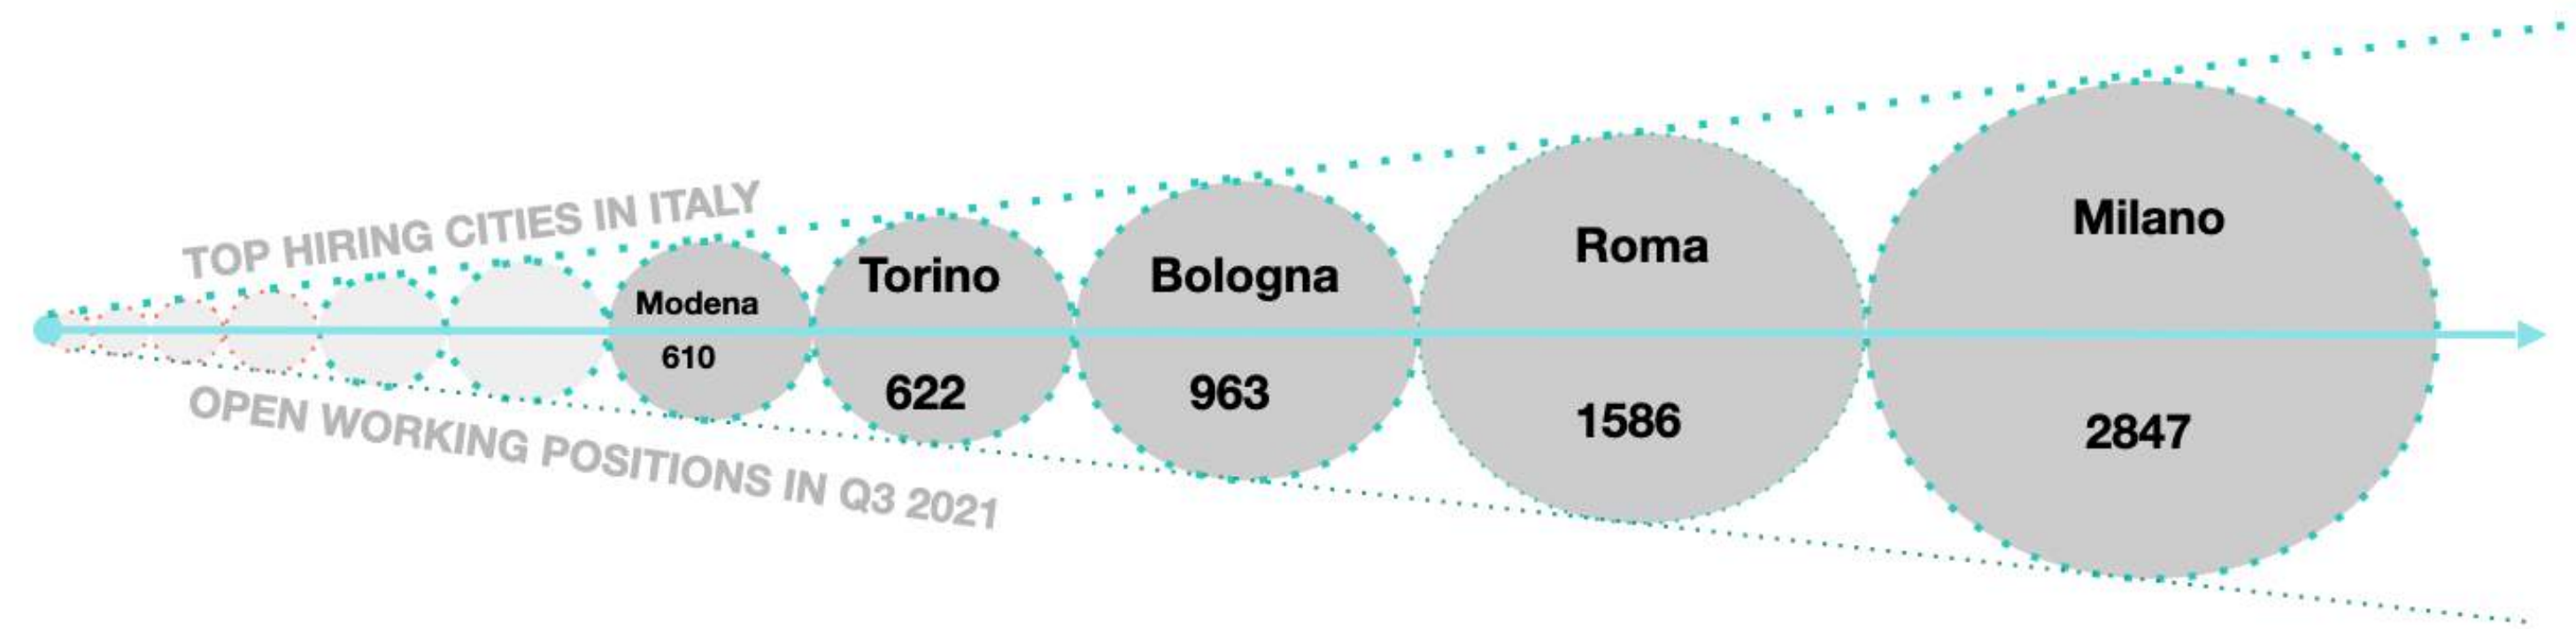 TOP HIRING CITIES IN ITALY
OPEN WORKING POSITIONS IN Q3 2021
Modena
610
Torino
622
Bologna
963
Roma
1586
Milano
2847